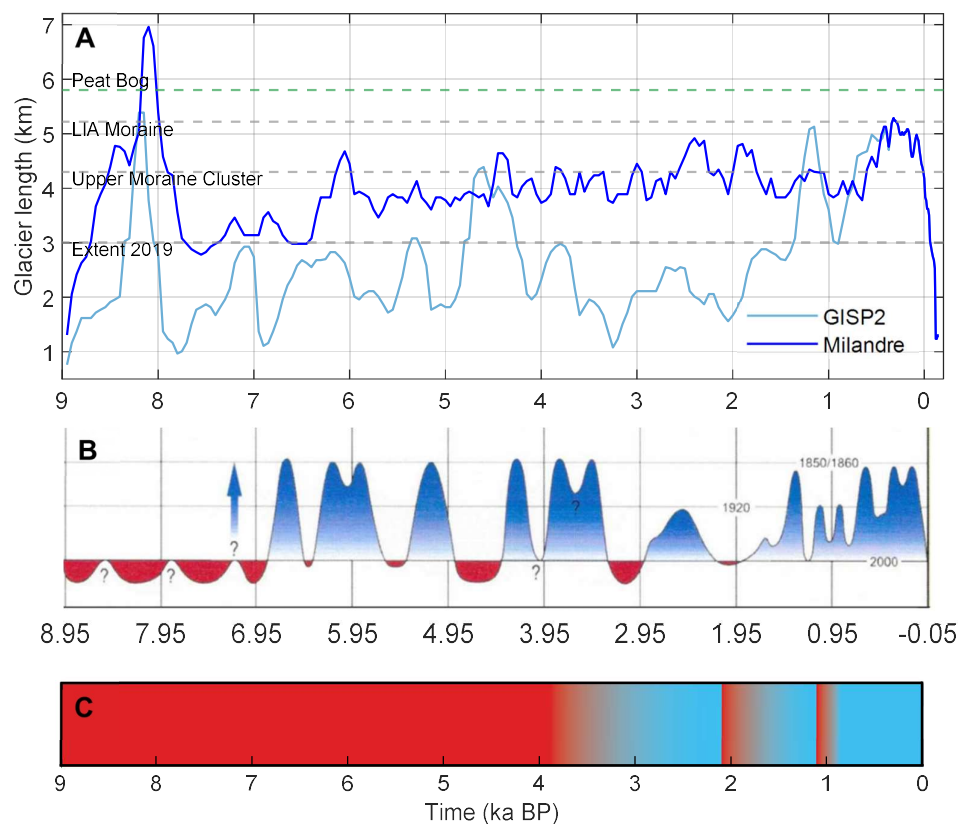 A
7
6
5
4
3
2
1
Glacier length (km)
Peat Bog
LIA Moraine
Upper Moraine Cluster
Extent 2019
GISP2
Milandre
9 8 7 6 5 4 3 2 1 0
B
1850/1860
1920
2000
? ? ? ? ?
8.95 7.95 6.95 5.95 4.95 3.95 2.95 1.95 0.95 -0.05
C
9 8 7 6 5 4 3 2 1 0
Time (ka BP)